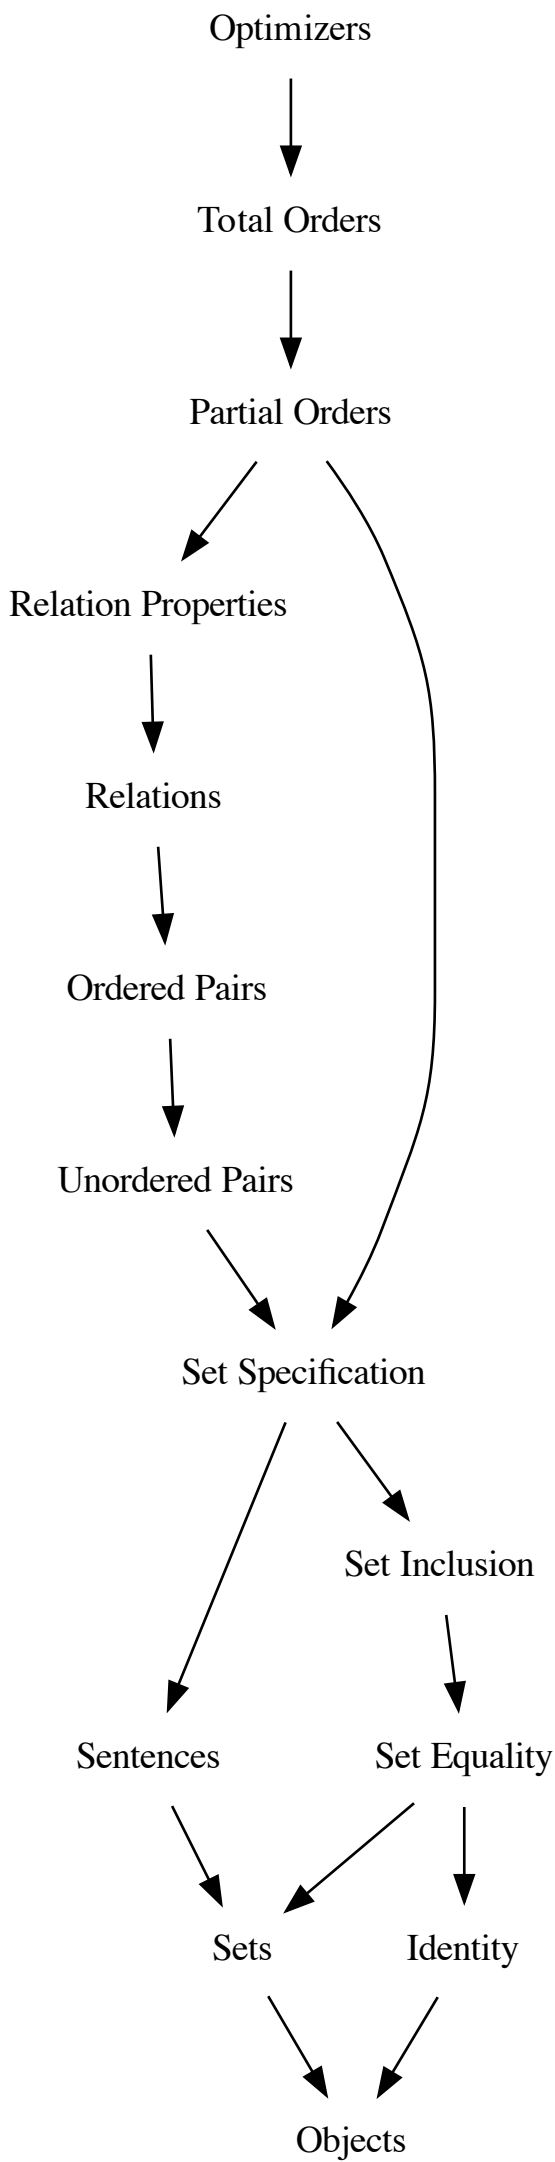 Optimizers
Total Orders
Partial Orders
Relation Properties
Relations
Ordered Pairs
Unordered Pairs
Set Specification
Set Inclusion
Sentences
Set Equality
Sets
Identity
Objects